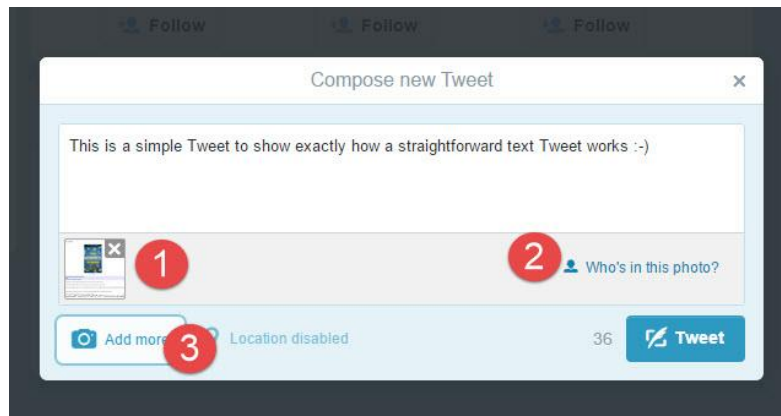 Follow Follow Follow
Compose new Tweet ×
This is a simple Tweet to show exactly how a straightforward text Tweet works :-)
1
2 Who's in this photo?
Add more 3 Location disabled 36 Tweet